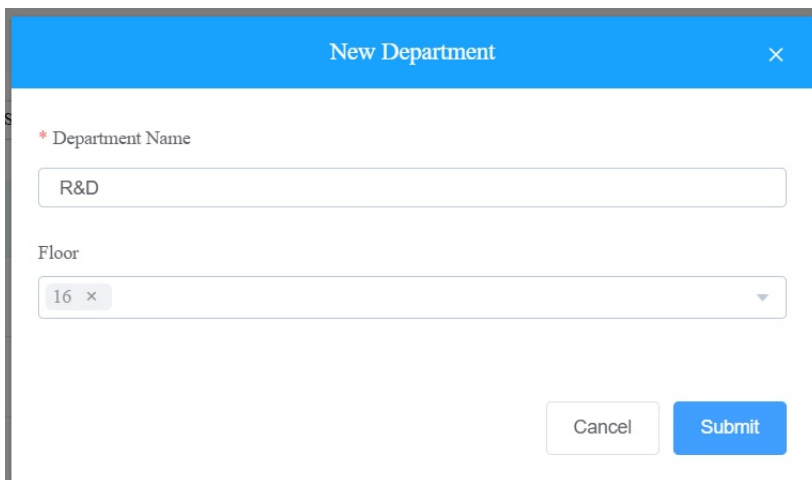 New Department ×
* Department Name
R&D
Floor
16 ×
Cancel Submit